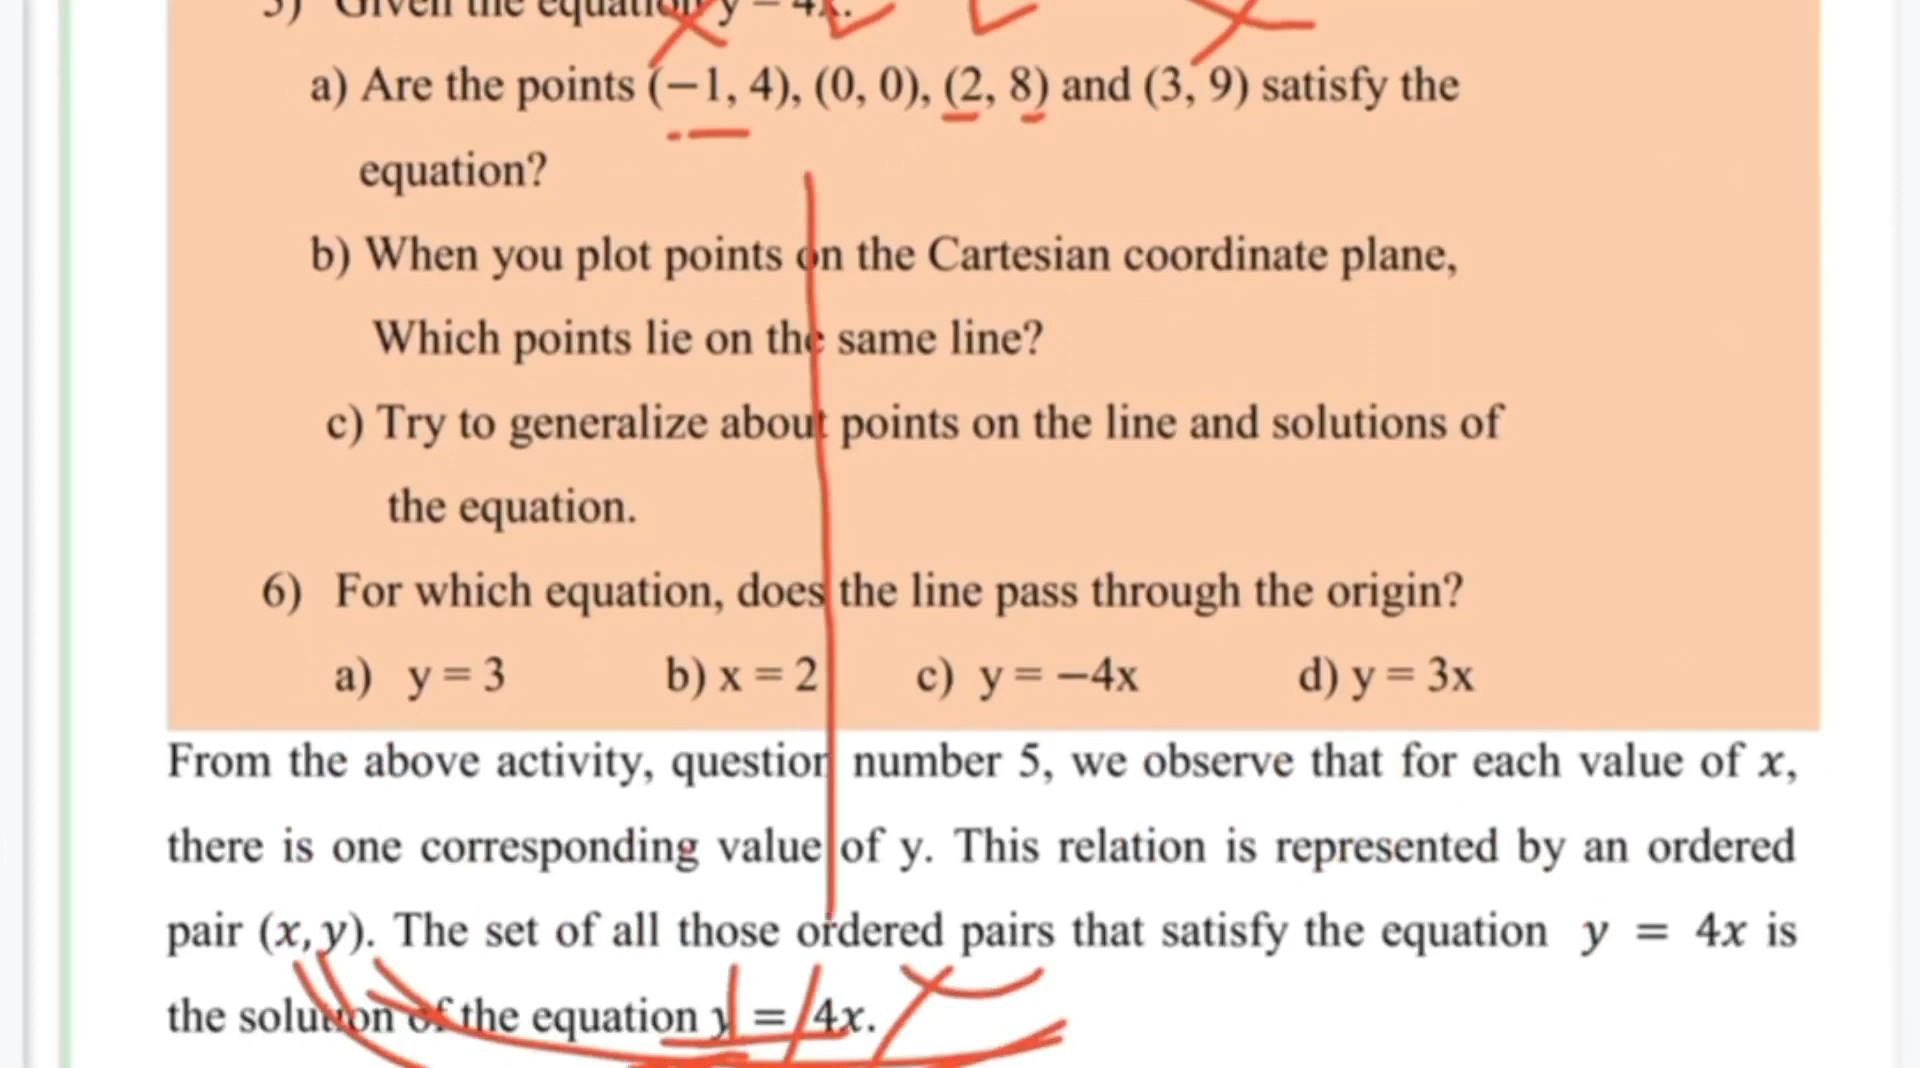 5) Given the equation y = 4x.
a) Are the points (−1, 4), (0, 0), (2, 8) and (3, 9) satisfy the
equation?
b) When you plot points on the Cartesian coordinate plane,
Which points lie on the same line?
c) Try to generalize about points on the line and solutions of
the equation.
6) For which equation, does the line pass through the origin?
a) y = 3 b) x = 2 c) y = −4x d) y = 3x
From the above activity, question number 5, we observe that for each value of x,
there is one corresponding value of y. This relation is represented by an ordered
pair (x, y). The set of all those ordered pairs that satisfy the equation y = 4x is
the solution of the equation y = 4x.